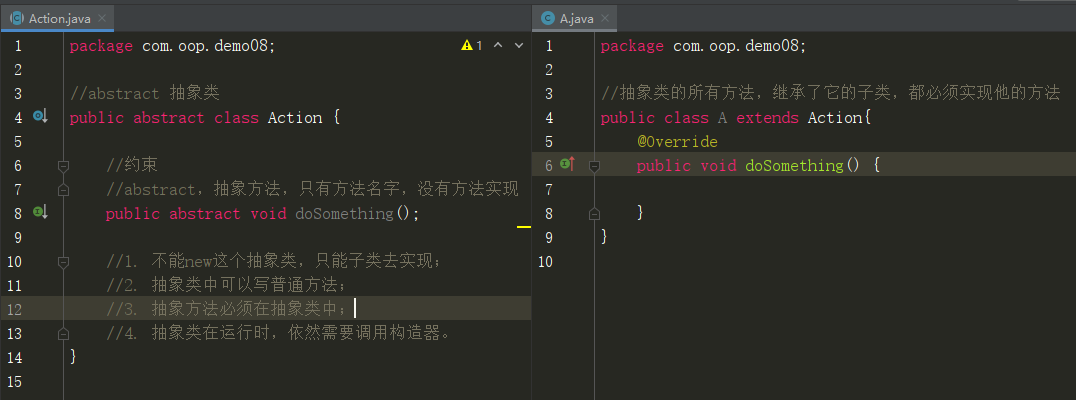 Action.java
1 package com.oop.demo08;
1
2
3 //abstract 抽象类
4 public abstract class Action {
5
6 //约束
7 //abstract，抽象方法，只有方法名字，没有方法实现
8 public abstract void doSomething();
9
10 //1. 不能new这个抽象类，只能子类去实现；
11 //2. 抽象类中可以写普通方法；
12 //3. 抽象方法必须在抽象类中；
13 //4. 抽象类在运行时，依然需要调用构造器。
14 }
15
A.java
1 package com.oop.demo08;
2
3 //抽象类的所有方法，继承了它的子类，都必须实现他的方法
4 public class A extends Action{
5 @Override
6 public void doSomething() {
7
8 }
9 }
10